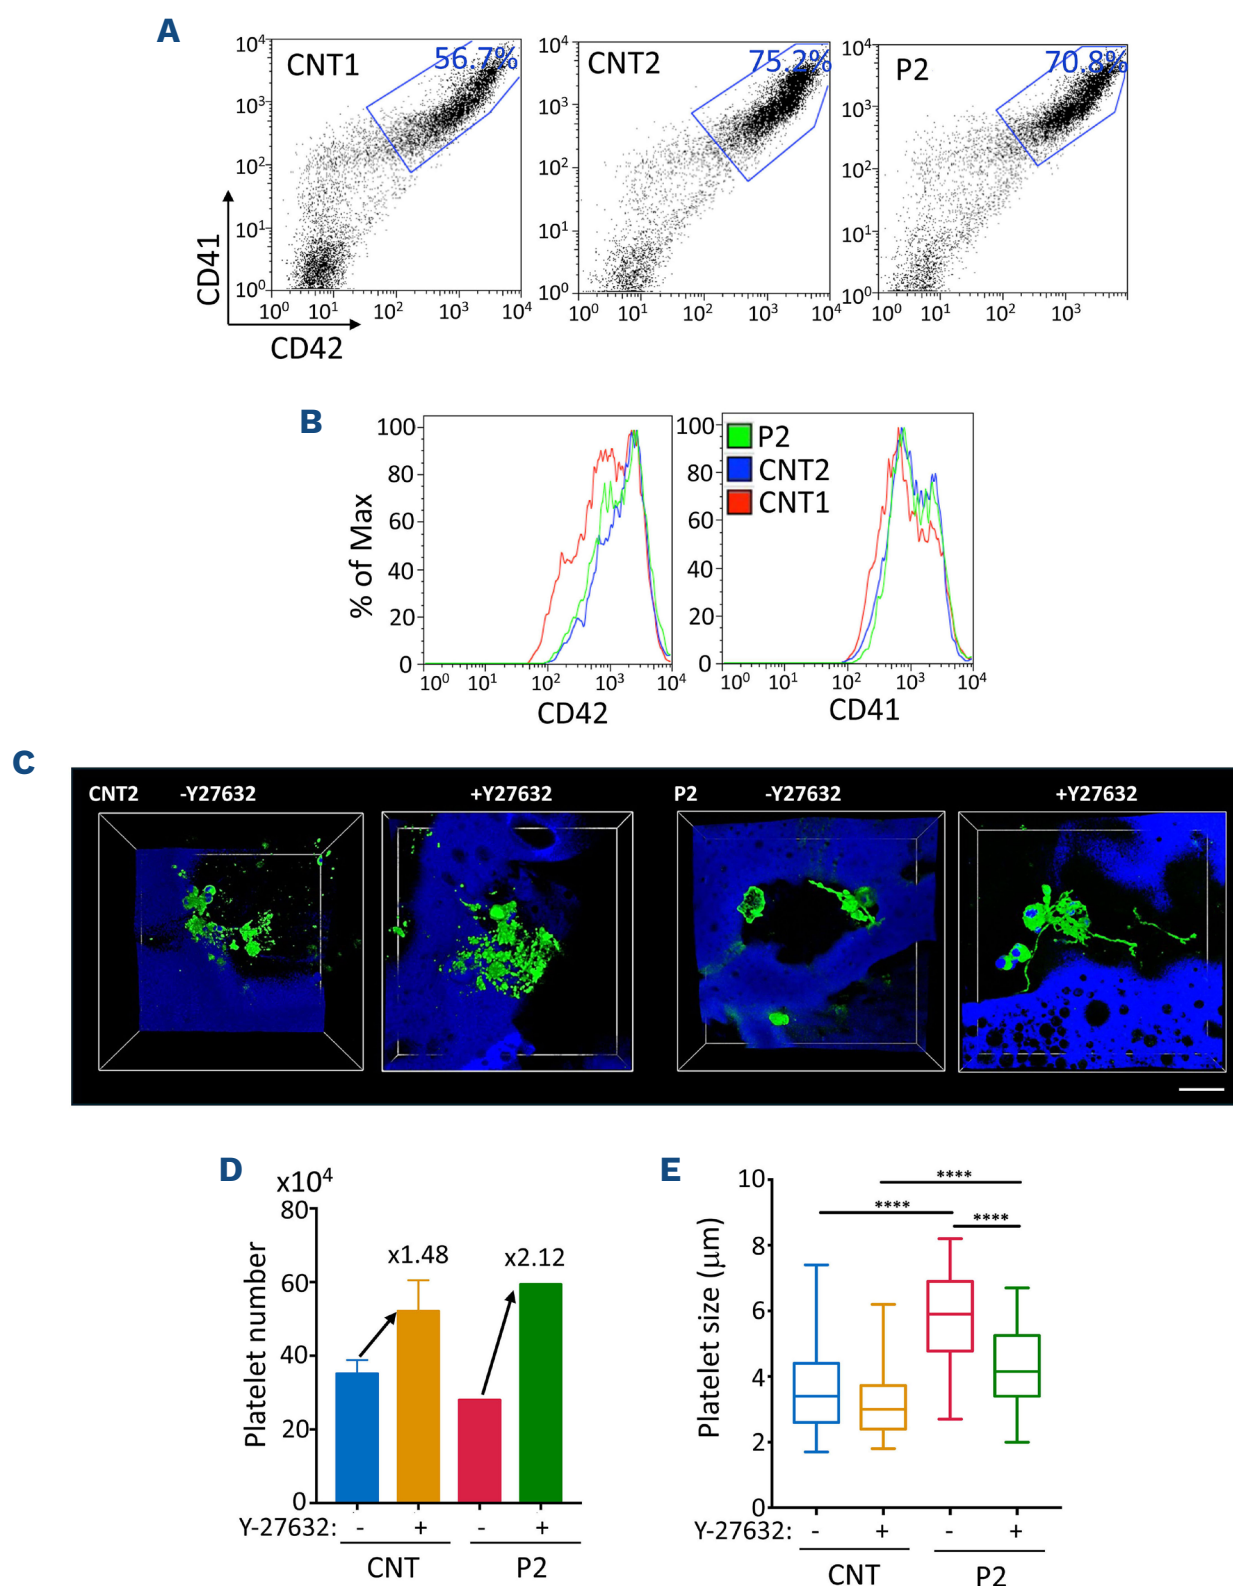 A
CNT1
56.7%
CNT2
75.2%
P2
70.8%
10⁴
10³
10²
10¹
10⁰
10⁴
10³
10²
10¹
10⁰
10⁴
10³
10²
10¹
10⁰
CD41
10⁰ 10¹ 10² 10³ 10⁴
10⁰ 10¹ 10² 10³ 10⁴
10⁰ 10¹ 10² 10³
CD42
B
% of Max
100
80
60
40
20
0
10⁰ 10¹ 10² 10³ 10⁴
CD42
100
80
60
40
20
0
P2
CNT2
CNT1
10⁰ 10¹ 10² 10³ 10⁴
CD41
C
CNT2 -Y27632 +Y27632 P2 -Y27632 +Y27632
D
x10⁴
Platelet number
80
60
40
20
0
x1.48
x2.12
Y-27632: - + - +
CNT P2
E
Platelet size (µm)
10
8
6
4
2
0
****
****
****
Y-27632: - + - +
CNT P2